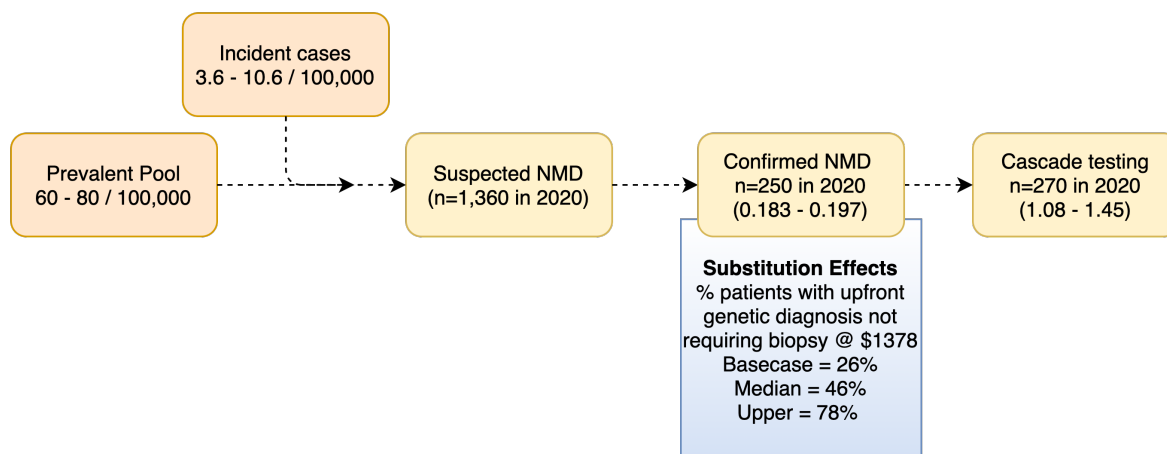 Incident cases
3.6 - 10.6 / 100,000
Prevalent Pool
60 - 80 / 100,000
Suspected NMD
(n=1,360 in 2020)
Confirmed NMD
n=250 in 2020
(0.183 - 0.197)
Cascade testing
n=270 in 2020
(1.08 - 1.45)
Substitution Effects
% patients with upfront
genetic diagnosis not
requiring biopsy @ $1378
Basecase = 26%
Median = 46%
Upper = 78%